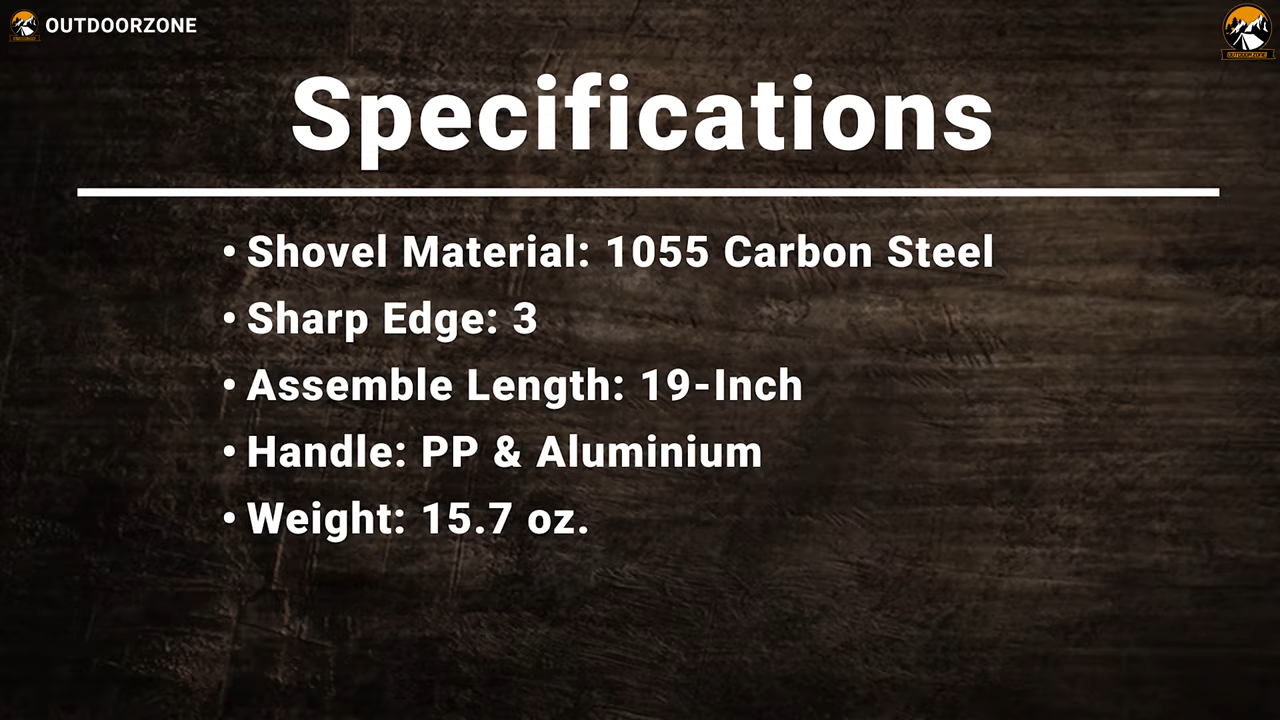 OUTDOORZONE
Specifications
• Shovel Material: 1055 Carbon Steel
• Sharp Edge: 3
• Assemble Length: 19-Inch
• Handle: PP & Aluminium
• Weight: 15.7 oz.
OUTDOORZONE